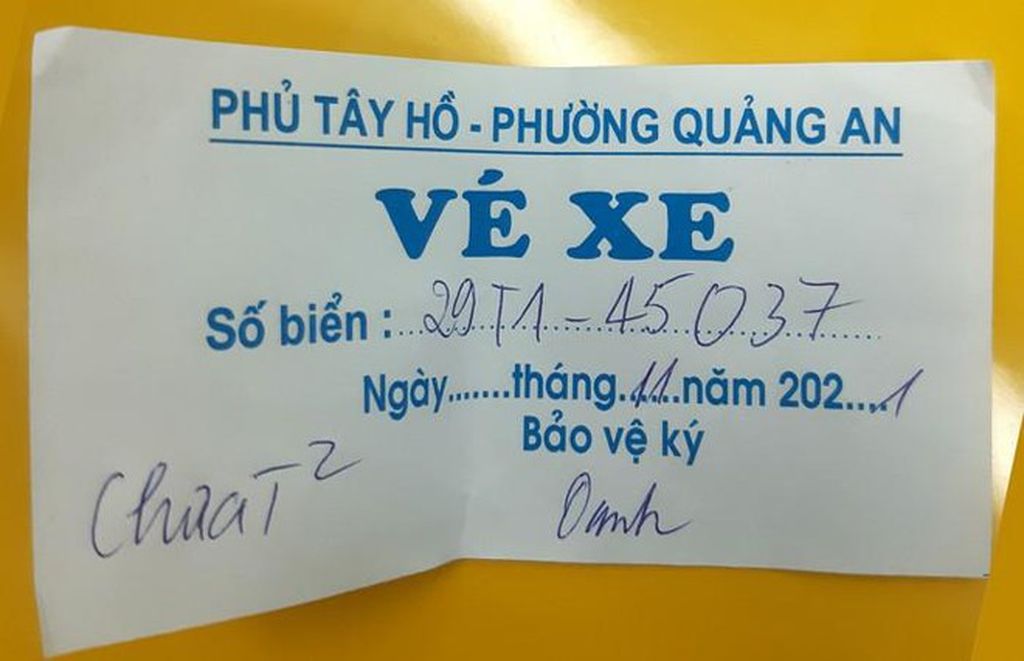 PHỦ TÂY HỒ - PHƯỜNG QUẢNG AN
VÉ XE
Số biển : 29T1-45037
Ngày.......tháng..11..năm 202...1
Bảo vệ ký
Oanh